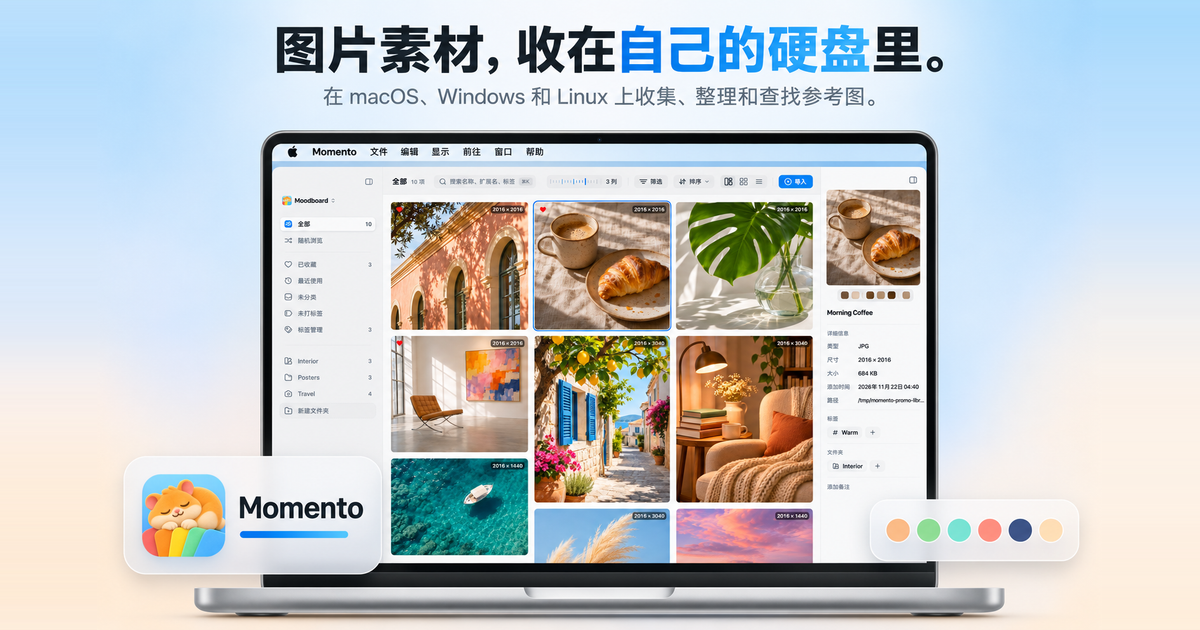 图片素材，收在自己的硬盘里。
在 macOS、Windows 和 Linux 上收集、整理和查找参考图。
Momento 文件 编辑 显示 前往 窗口 帮助
全部 10 项 搜索名称、扩展名、标签 ⌘K 3 列 筛选 排序 导入
Moodboard
全部 10
随机浏览
已收藏 3
最近使用
未分类
未打标签
标签管理 3
Interior 3
Posters 3
Travel 4
新建文件夹
2016 × 2016
2016 × 2016
2016 × 2016
2016 × 2016
2016 × 3040
2016 × 3040
2016 × 1440
2016 × 3040
2016 × 1440
Morning Coffee
详细信息
类型 JPG
尺寸 2016 × 2016
大小 684 KB
添加时间 2026年11月22日 04:40
路径 /tmp/momento-promo-libr...
标签
# Warm +
文件夹
Interior +
添加备注
Momento